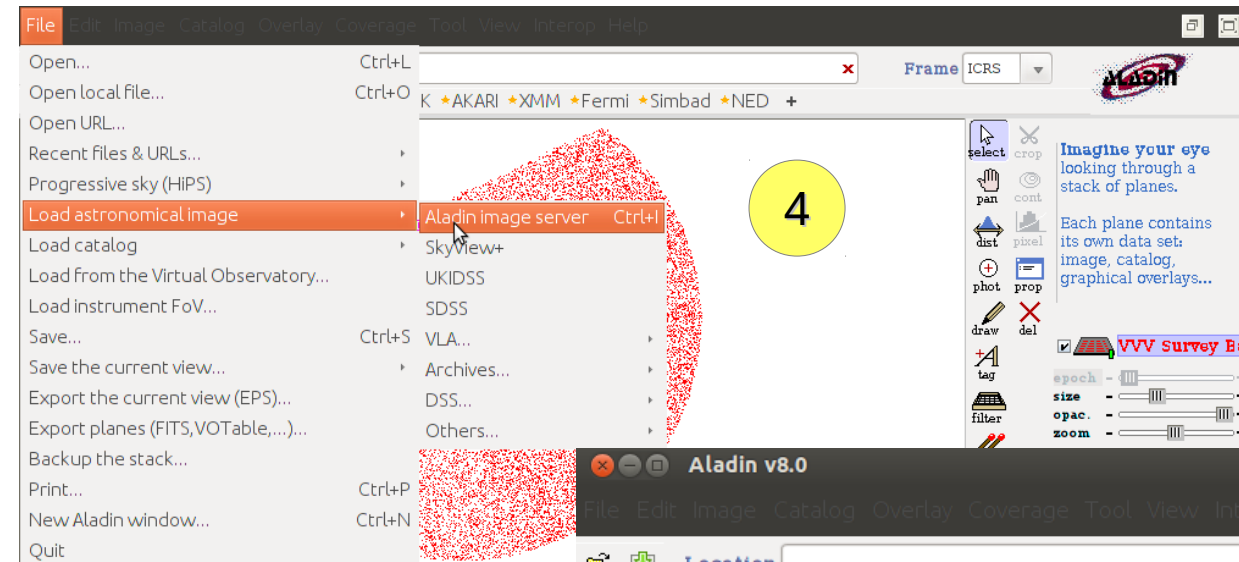 File Edit Image Catalog Overlay Coverage Tool View Interop Help
Open... Ctrl+L
Open local file... Ctrl+O
Open URL...
Recent files & URLs...
Progressive sky (HiPS)
Load astronomical image
Load catalog
Load from the Virtual Observatory...
Load instrument FoV...
Save... Ctrl+S
Save the current view...
Export the current view (EPS)...
Export planes (FITS,VOTable,...)...
Backup the stack...
Print... Ctrl+P
New Aladin window... Ctrl+N
Quit
Aladin image server Ctrl+I
SkyView+
UKIDSS
SDSS
VLA...
Archives...
DSS...
Others...
Frame ICRS
ALADIN
K ★AKARI ★XMM ★Fermi ★Simbad ★NED +
4
select crop
pan cont
dist pixel
phot prop
draw del
tag
filter
Imagine your eye
looking through a
stack of planes.
Each plane contains
its own data set:
image, catalog,
graphical overlays...
VVV Survey
epoch
size
opac.
zoom
Aladin v8.0
File Edit Image Catalog Overlay Coverage Tool View Int
Location